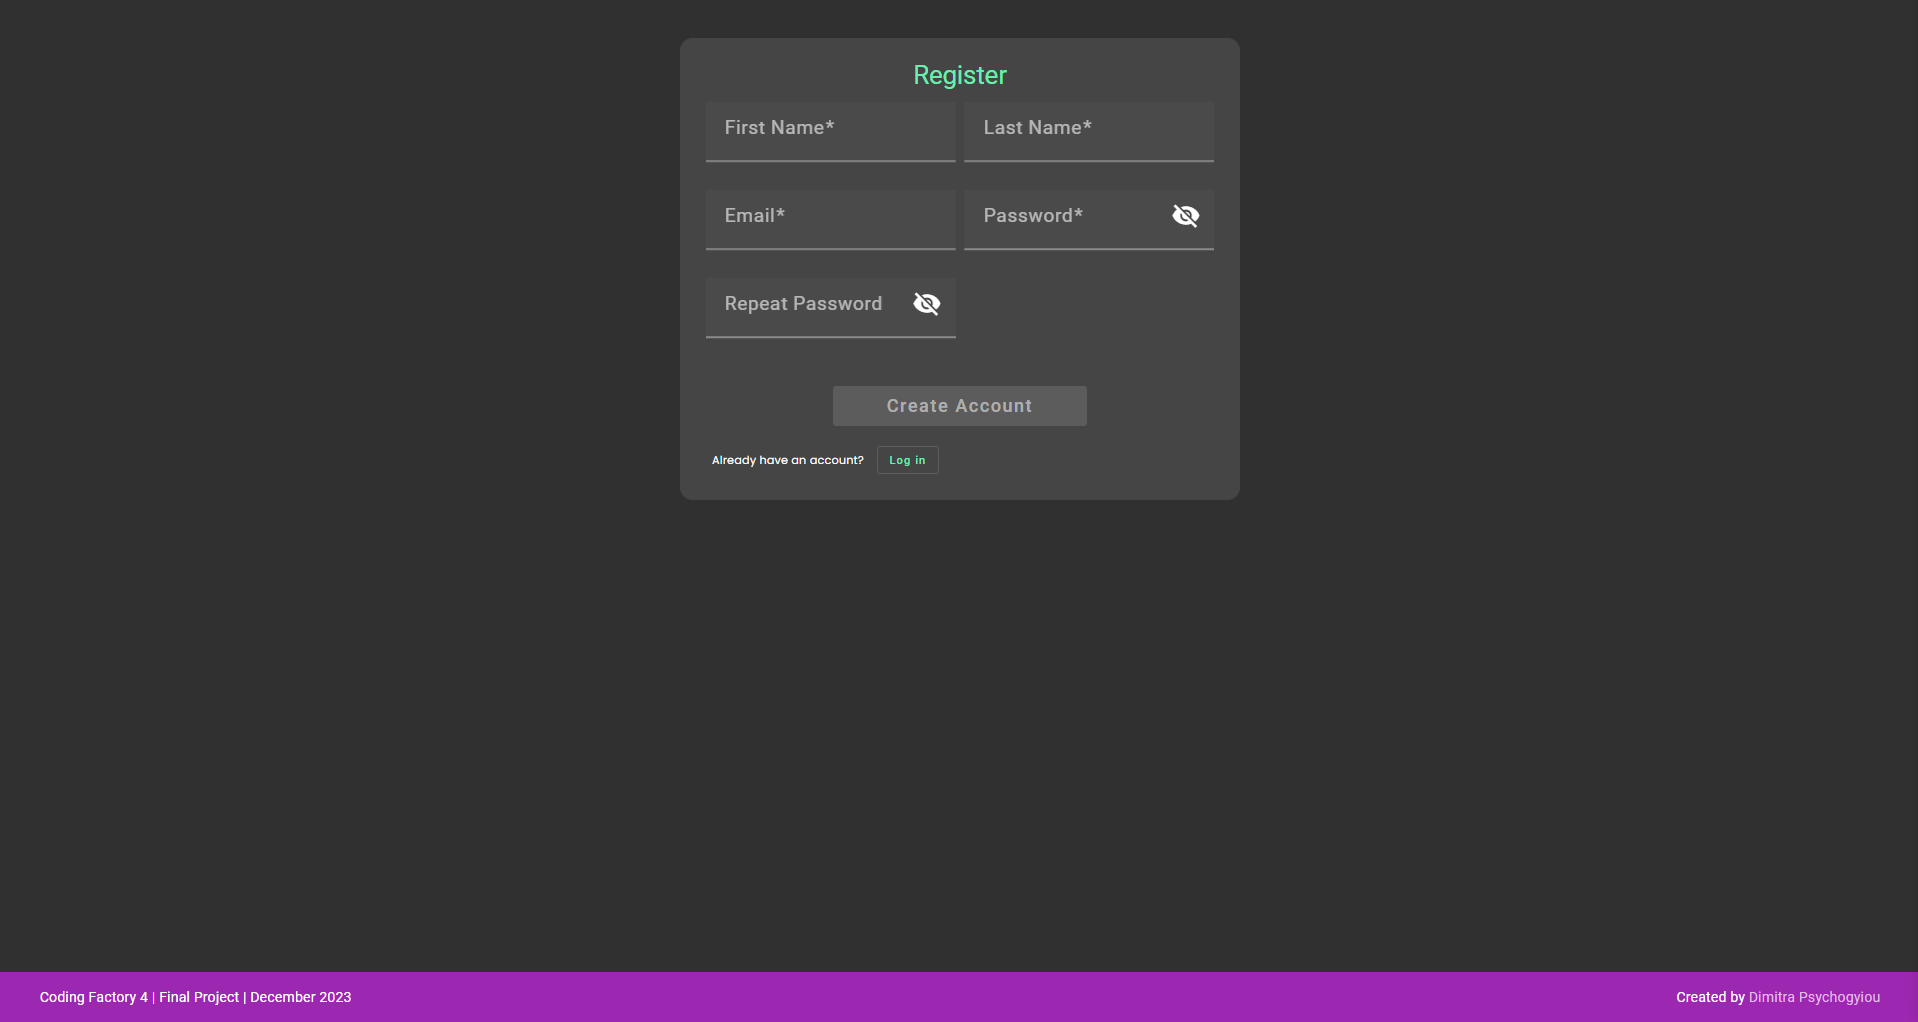 Register
First Name*
Last Name*
Email*
Password*
Repeat Password
Create Account
Already have an account?
Log in
Coding Factory 4 | Final Project | December 2023
Created by Dimitra Psychogyiou